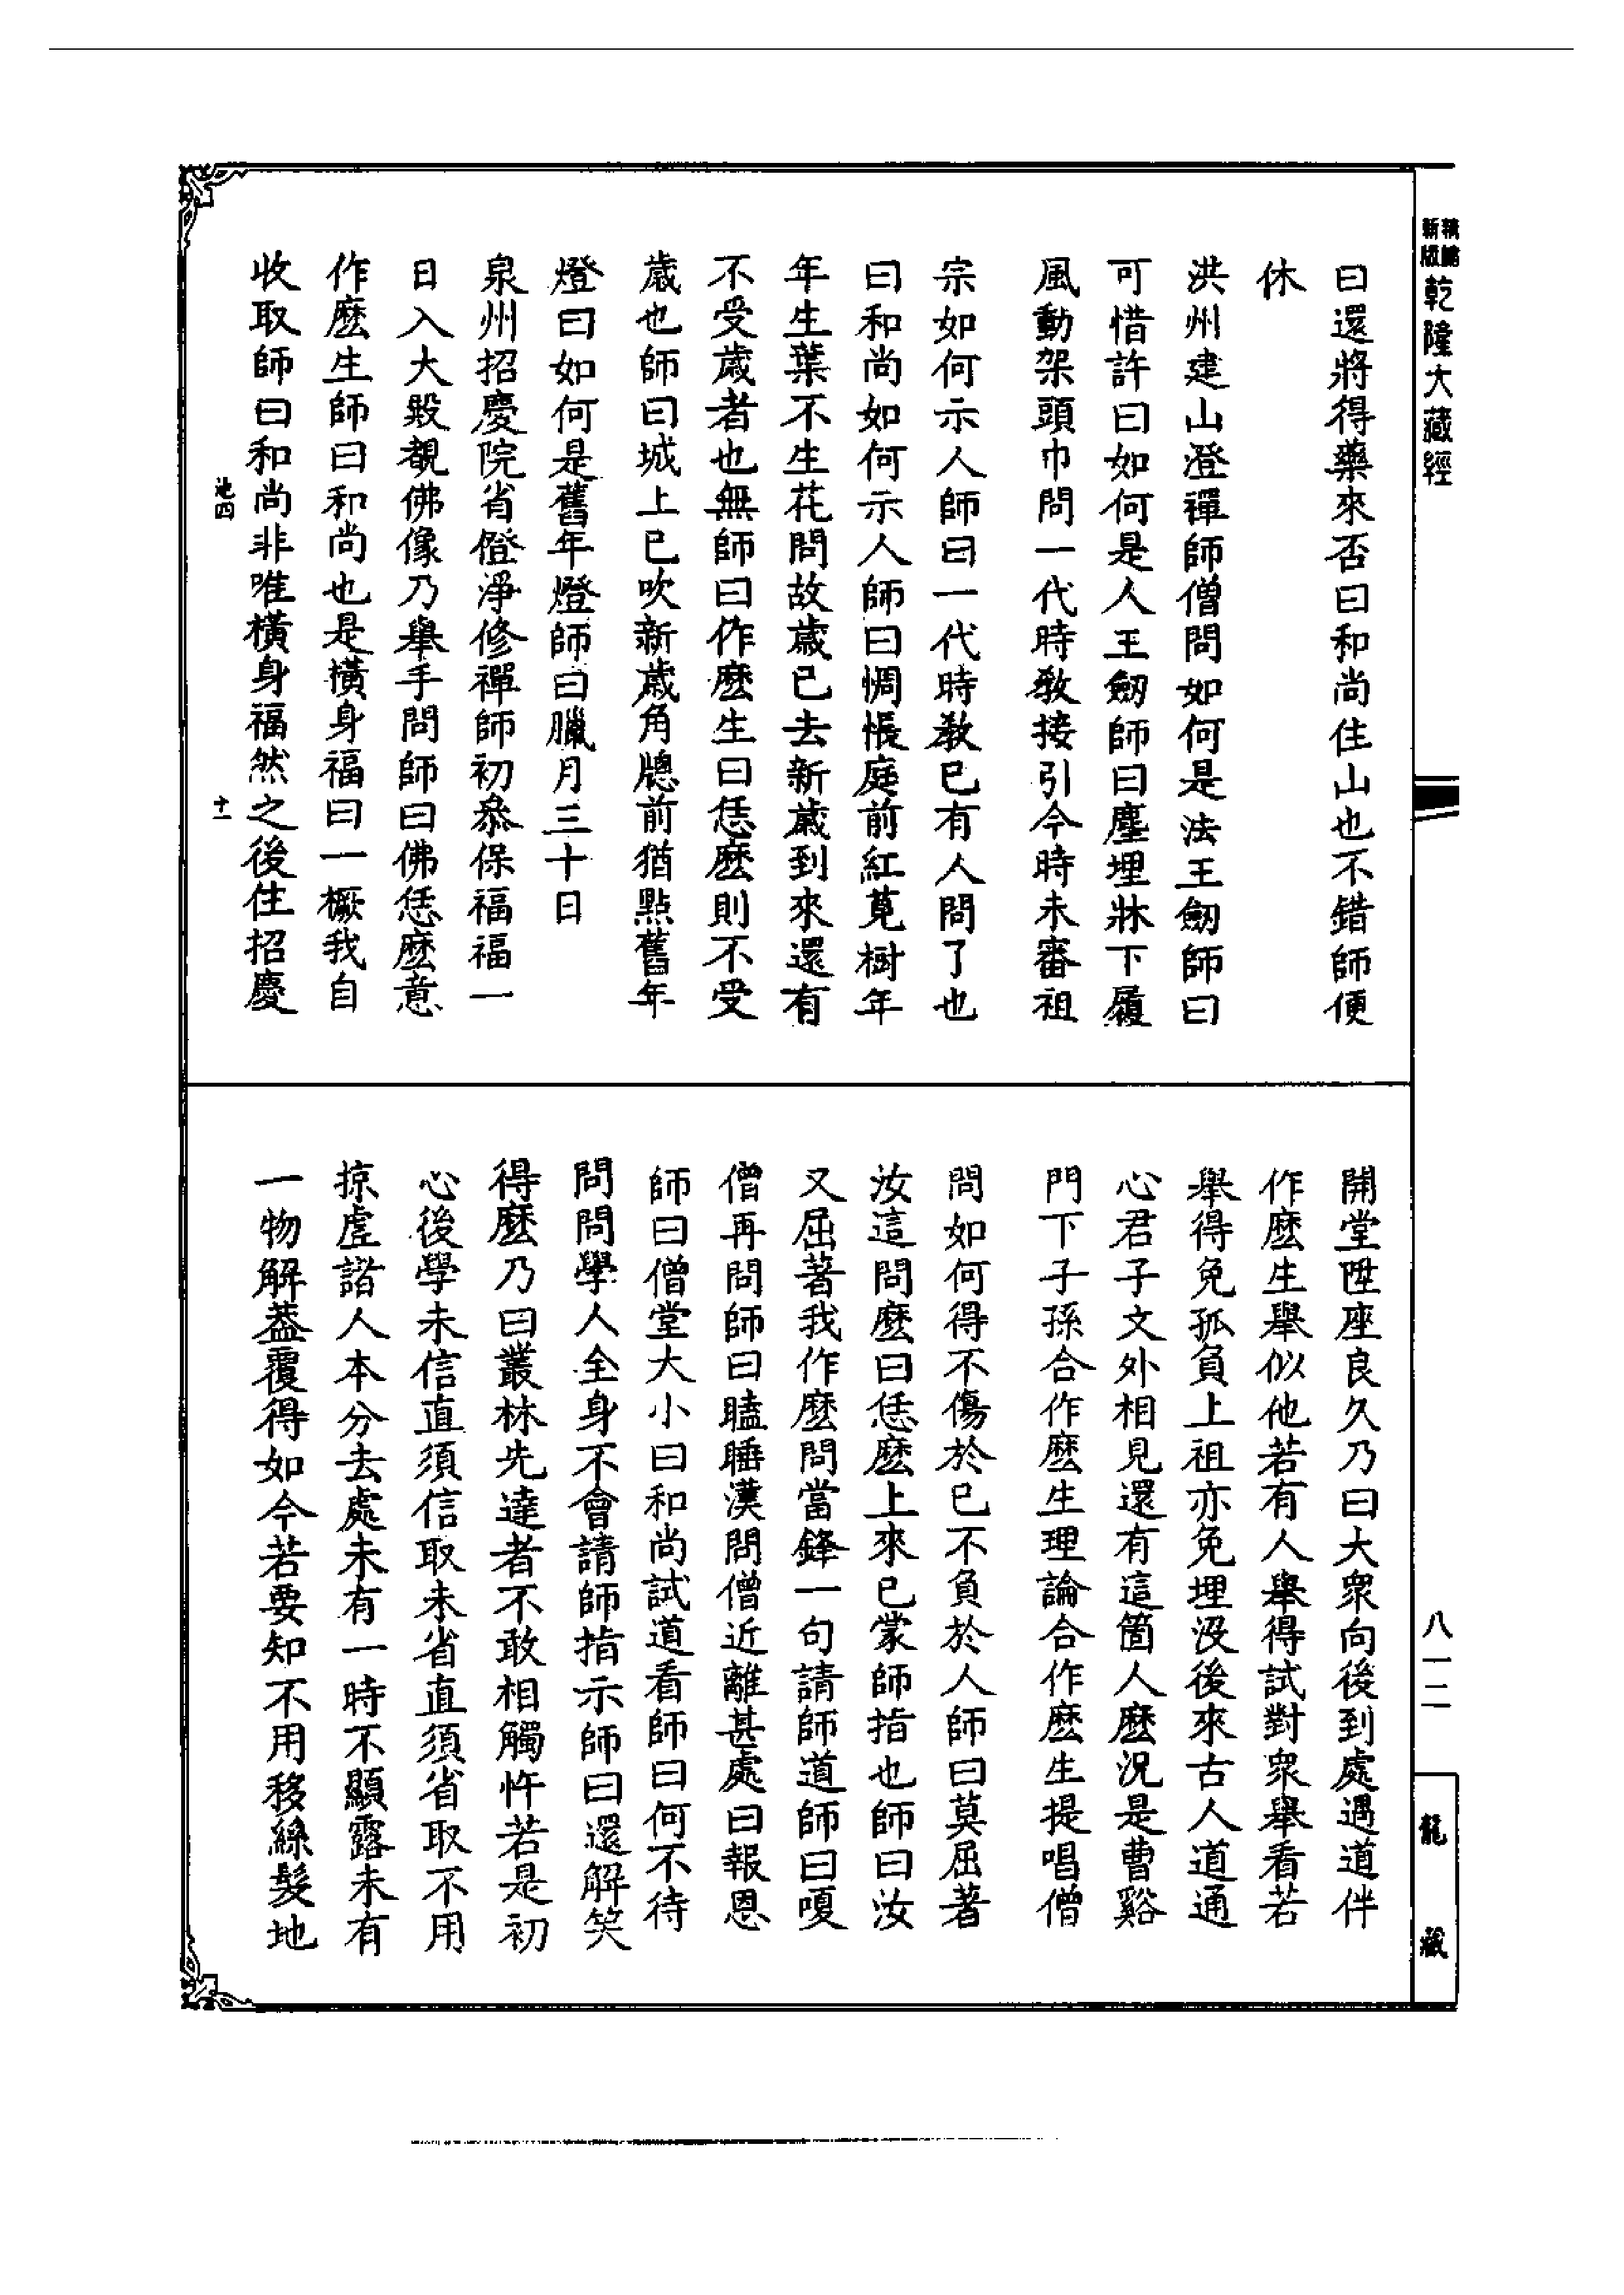 新版
乾隆大藏經
八一二
龍藏
曰還將得藥來否曰和尚住山也不錯師便
休
洪州建山澄禪師僧問如何是法王劒師曰
可惜許曰如何是人王劒師曰塵埋牀下履
風動架頭巾問一代時教接引今時未審祖
宗如何示人師曰一代時教已有人問了也
曰和尚如何示人師曰惆悵庭前紅莧樹年
年生葉不生花問故歲已去新歲到來還有
不受歲者也無師曰作麽生曰恁麽則不受
歲也師曰城上已吹新歲角牕前猶點舊年
燈曰如何是舊年燈師曰臘月三十日
泉州招慶院省僜淨修禪師初叅保福福一
日入大殿覩佛像乃舉手問師曰佛恁麽意
作麽生師曰和尚也是橫身福曰一橛我自
收取師曰和尚非唯橫身福然之後住招慶
池四
十一
開堂陞座良久乃曰大眾向後到處遇道伴
作麽生舉似他若有人舉得試對眾舉看若
舉得免孤負上祖亦免埋沒後來古人道通
心君子文外相見還有這箇人麽況是曹谿
門下子孫合作麽生理論合作麽生提唱僧
問如何得不傷於己不負於人師曰莫屈著
汝這問麽曰恁麽上來已蒙師指也師曰汝
又屈著我作麽問當鋒一句請師道師曰嗄
僧再問師曰瞌睡漢問僧近離甚處曰報恩
師曰僧堂大小曰和尚試道看師曰何不待
問問學人全身不會請師指示師曰還解笑
得麽乃曰叢林先達者不敢相觸忤若是初
心後學未信直須信取未省直須省取不用
掠虛諸人本分去處未有一時不顯露未有
一物解葢覆得如今若要知不用移絲髮地